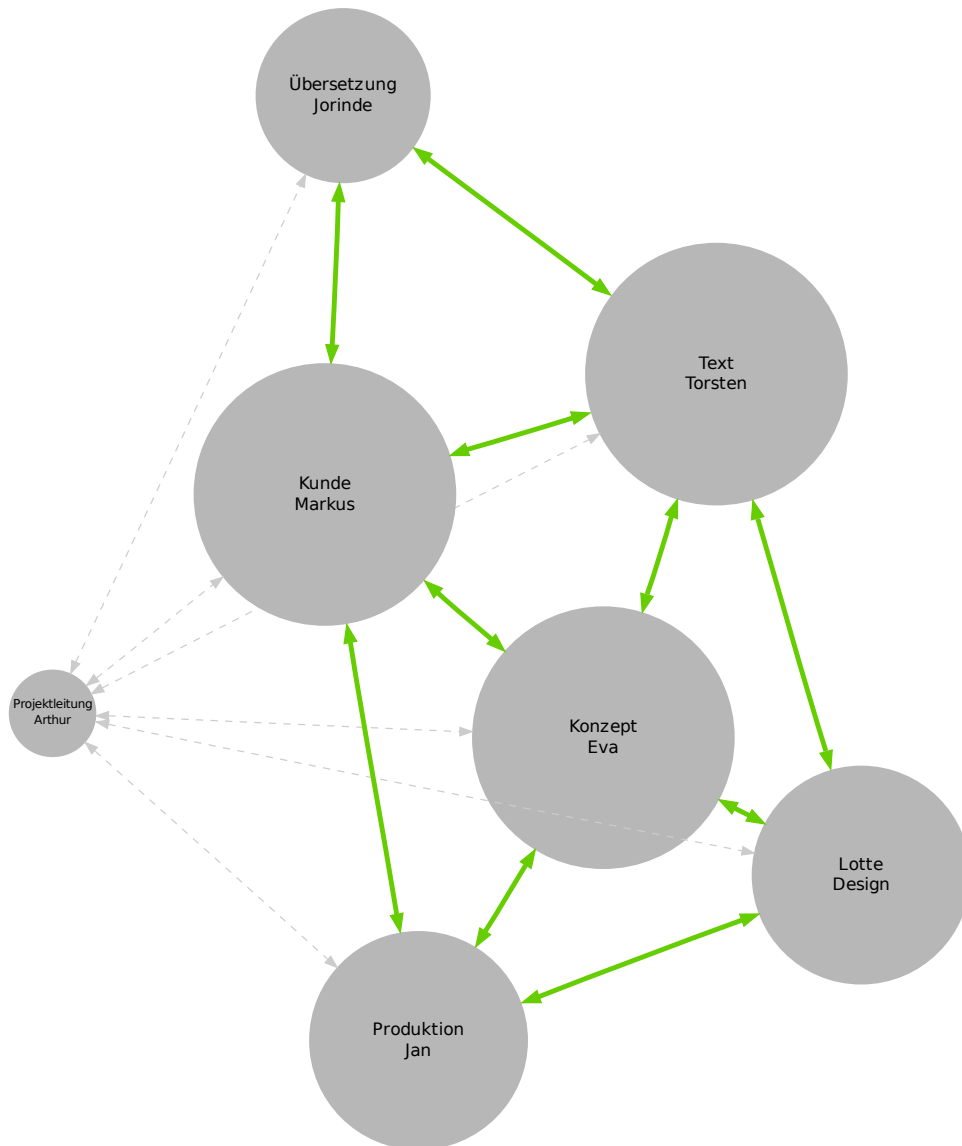 Übersetzung
Jorinde
Text
Torsten
Kunde
Markus
Projektleitung
Arthur
Konzept
Eva
Lotte
Design
Produktion
Jan